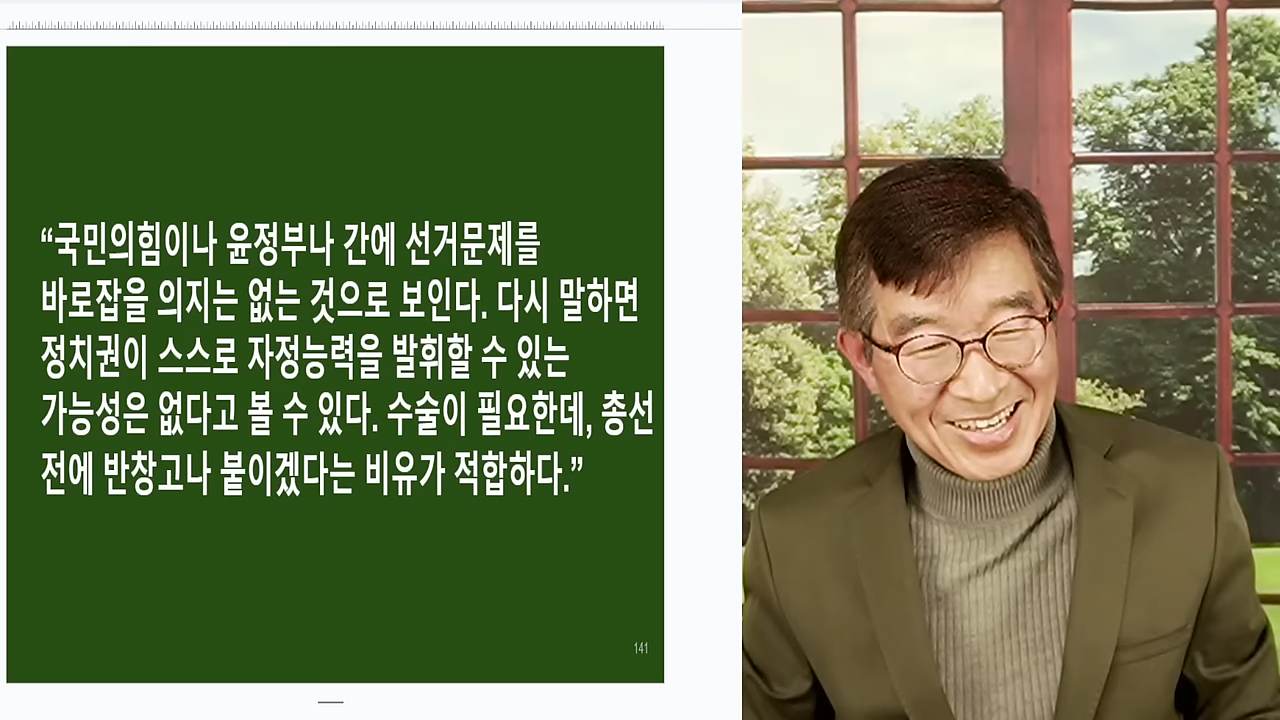 “국민의힘이나 윤정부나 간에 선거문제를
바로잡을 의지는 없는 것으로 보인다. 다시 말하면
정치권이 스스로 자정능력을 발휘할 수 있는
가능성은 없다고 볼 수 있다. 수술이 필요한데, 총선
전에 반창고나 붙이겠다는 비유가 적합하다.”
141